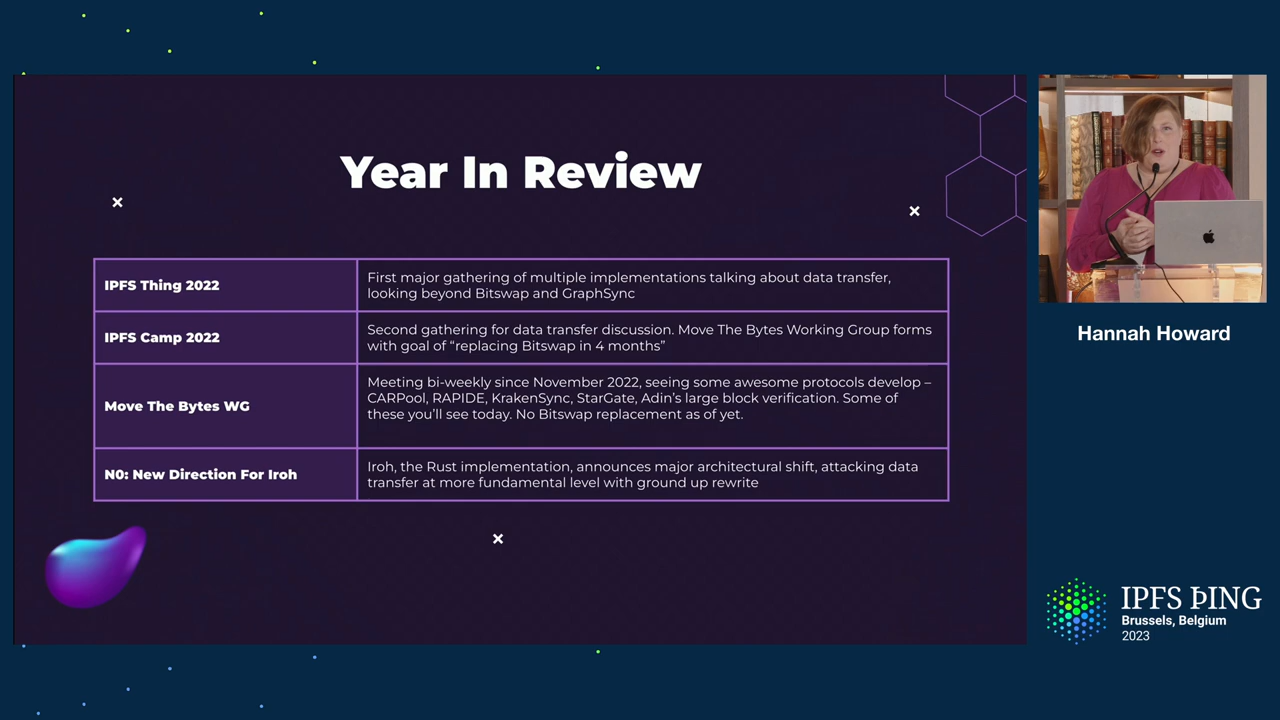 Year In Review
IPFS Thing 2022
First major gathering of multiple implementations talking about data transfer,
looking beyond Bitswap and GraphSync
IPFS Camp 2022
Second gathering for data transfer discussion. Move The Bytes Working Group forms
with goal of “replacing Bitswap in 4 months”
Move The Bytes WG
Meeting bi-weekly since November 2022, seeing some awesome protocols develop –
CARPool, RAPIDE, KrakenSync, StarGate, Adin’s large block verification. Some of
these you’ll see today. No Bitswap replacement as of yet.
N0: New Direction For Iroh
Iroh, the Rust implementation, announces major architectural shift, attacking data
transfer at more fundamental level with ground up rewrite
Hannah Howard
IPFS ÞING
Brussels, Belgium
2023